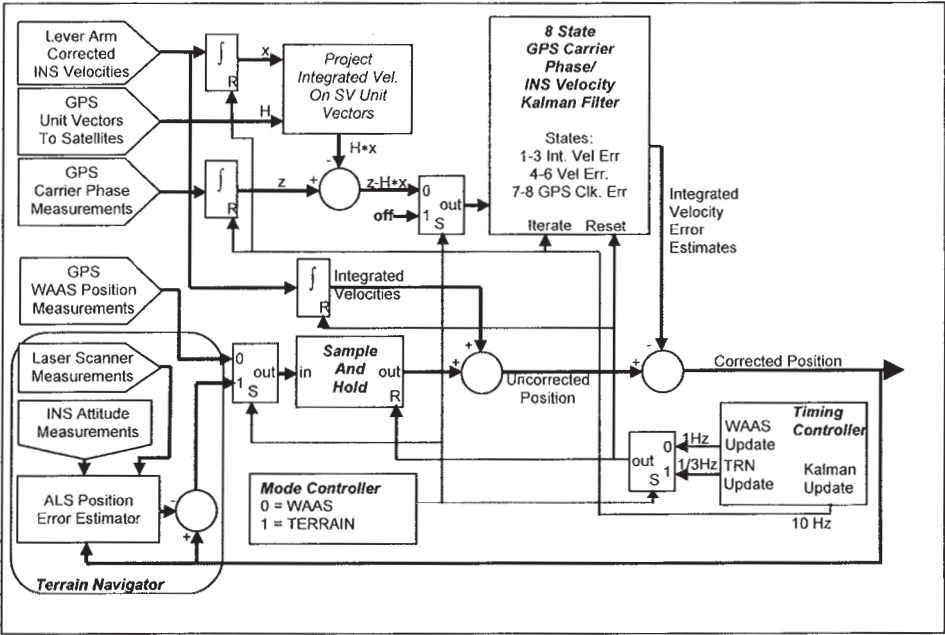 Lever Arm
Corrected
INS Velocities
∫
R
x
Project
Integrated Vel.
On SV Unit
Vectors
8 State
GPS Carrier
Phase/
INS Velocity
Kalman Filter
States:
1-3 Int. Vel Err
4-6 Vel Err.
7-8 GPS Clk. Err
Iterate Reset
GPS
Unit Vectors
To Satellites
H
H*x
GPS
Carrier Phase
Measurements
∫
R
z
+
-
z-H*x
0
1
out
S
off
Integrated
Velocity
Error
Estimates
GPS
WAAS Position
Measurements
∫
R
Integrated
Velocities
Laser Scanner
Measurements
0
1
out
S
Sample
And
Hold
in
out
R
+
+
Uncorrected
Position
+
-
Corrected Position
INS Attitude
Measurements
ALS Position
Error Estimator
-
+
Terrain Navigator
Mode Controller
0 = WAAS
1 = TERRAIN
out
0
1
S
1Hz
1/3Hz
WAAS
Update
TRN
Update
Timing
Controller
Kalman
Update
10 Hz